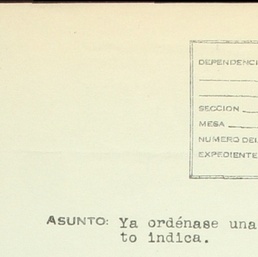 DEPENDENCI
SECCION
MESA
NUMERO DEL
EXPEDIENTE
ASUNTO: Ya ordénase una
to indica.